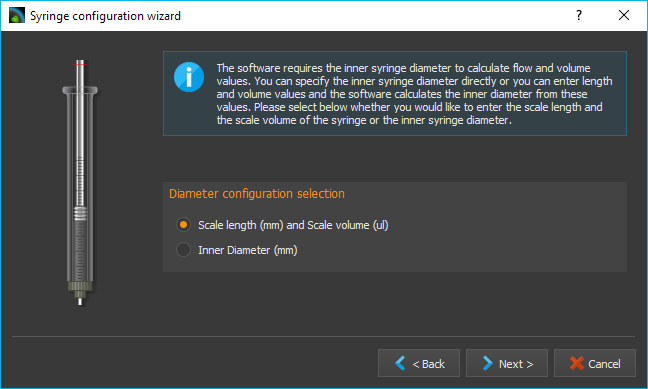 Syringe configuration wizard
?
The software requires the inner syringe diameter to calculate flow and volume
values. You can specify the inner syringe diameter directly or you can enter length
and volume values and the software calculates the inner diameter from these
values. Please select below whether you would like to enter the scale length and
the scale volume of the syringe or the inner syringe diameter.
Diameter configuration selection
Scale length (mm) and Scale volume (ul)
Inner Diameter (mm)
< Back
Next >
Cancel